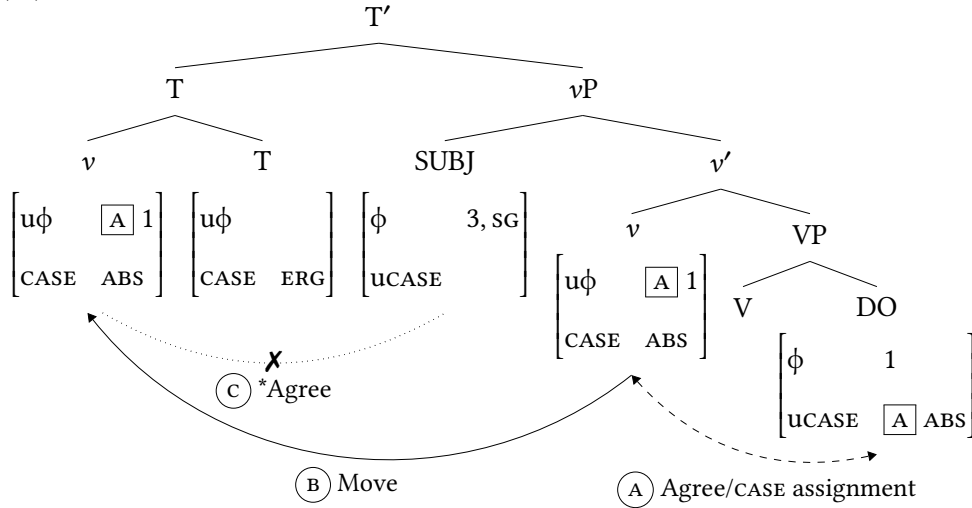 T′
T vP
v T SUBJ v′
[uϕ A 1] [uϕ] [ϕ 3, SG] v VP
[CASE ABS] [CASE ERG] [uCASE] [uϕ A 1] V DO
[CASE ABS] [ϕ 1]
✗ [uCASE A ABS]
C *Agree
B Move A Agree/CASE assignment